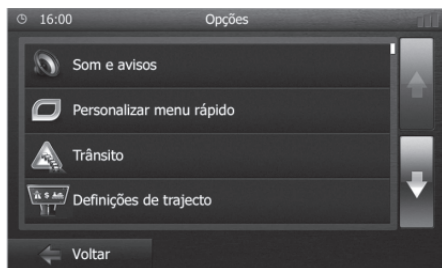 16:00 Opções
Som e avisos
Personalizar menu rápido
Trânsito
Definições de trajecto
Voltar